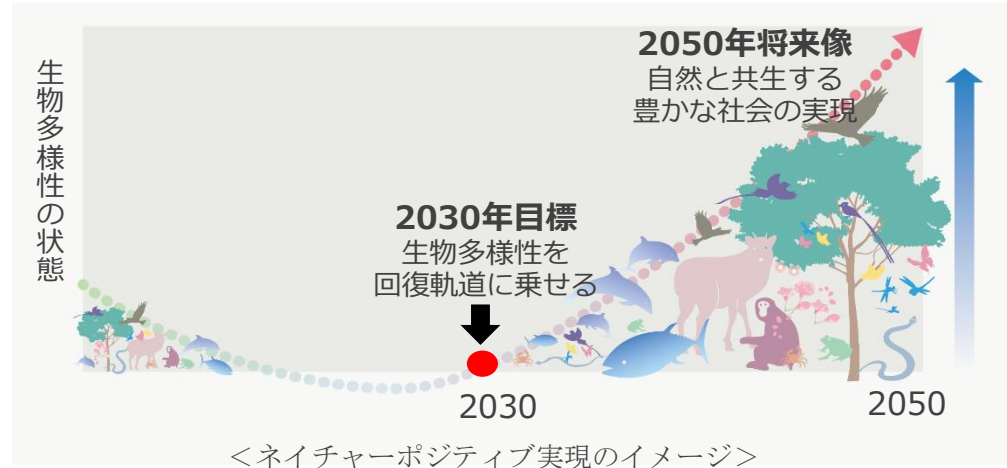 生物多様性の状態
2050年将来像
自然と共生する
豊かな社会の実現
2030年目標
生物多様性を
回復軌道に乗せる
2030
2050
＜ネイチャーポジティブ実現のイメージ＞